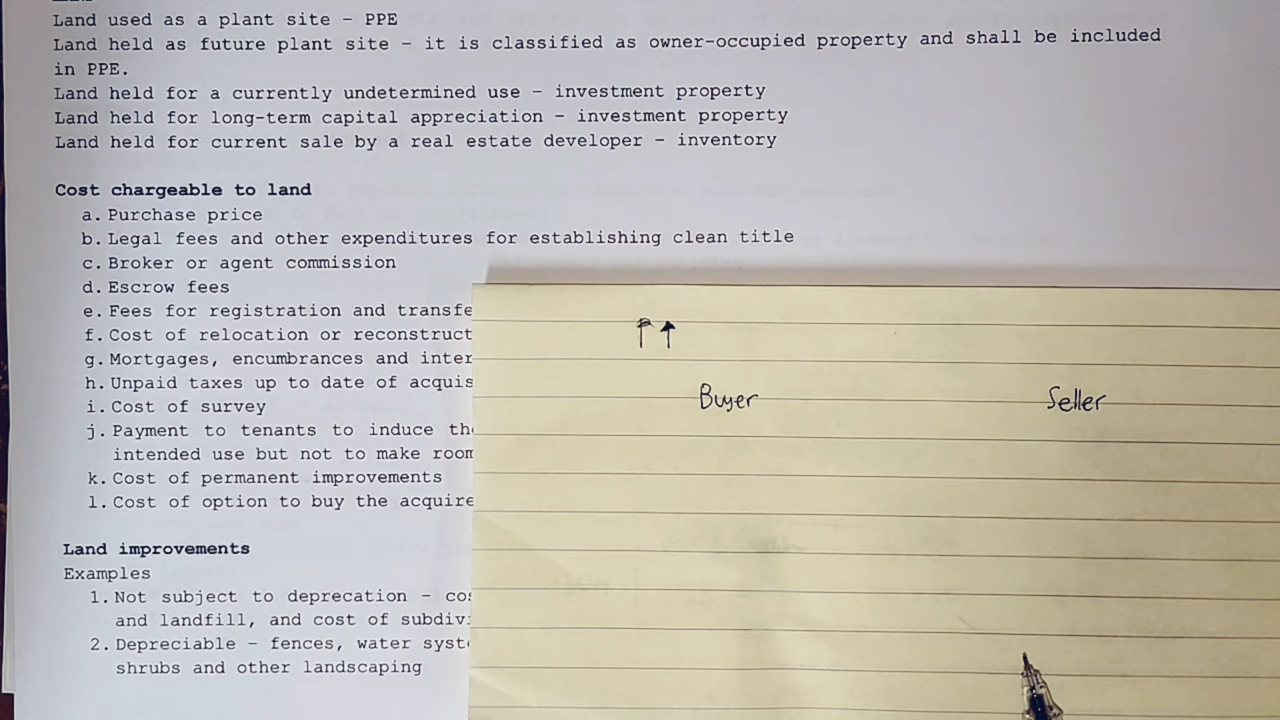 Land used as a plant site – PPE
Land held as future plant site – it is classified as owner-occupied property and shall be included
in PPE.
Land held for a currently undetermined use – investment property
Land held for long-term capital appreciation – investment property
Land held for current sale by a real estate developer – inventory
Cost chargeable to land
a. Purchase price
b. Legal fees and other expenditures for establishing clean title
c. Broker or agent commission
d. Escrow fees
e. Fees for registration and transfe
f. Cost of relocation or reconstruct
g. Mortgages, encumbrances and inter
h. Unpaid taxes up to date of acquis
i. Cost of survey
j. Payment to tenants to induce th
intended use but not to make room
k. Cost of permanent improvements
l. Cost of option to buy the acquire
Land improvements
Examples
1. Not subject to deprecation – cos
and landfill, and cost of subdiv
2. Depreciable – fences, water syste
shrubs and other landscaping
Buyer Seller